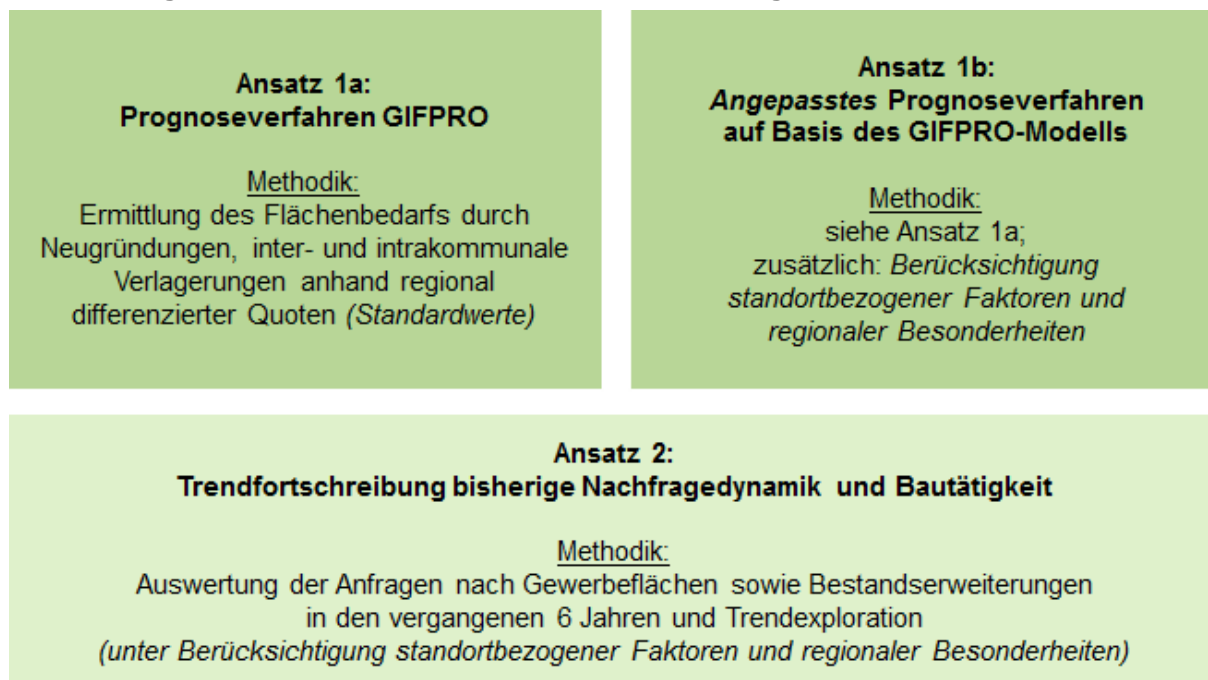 Ansatz 1a:
Prognoseverfahren GIFPRO
Methodik:
Ermittlung des Flächenbedarfs durch
Neugründungen, inter- und intrakommunale
Verlagerungen anhand regional
differenzierter Quoten (Standardwerte)
Ansatz 1b:
Angepasstes Prognoseverfahren
auf Basis des GIFPRO-Modells
Methodik:
siehe Ansatz 1a;
zusätzlich: Berücksichtigung
standortbezogener Faktoren und
regionaler Besonderheiten
Ansatz 2:
Trendfortschreibung bisherige Nachfragedynamik und Bautätigkeit
Methodik:
Auswertung der Anfragen nach Gewerbeflächen sowie Bestandserweiterungen
in den vergangenen 6 Jahren und Trendexploration
(unter Berücksichtigung standortbezogener Faktoren und regionaler Besonderheiten)